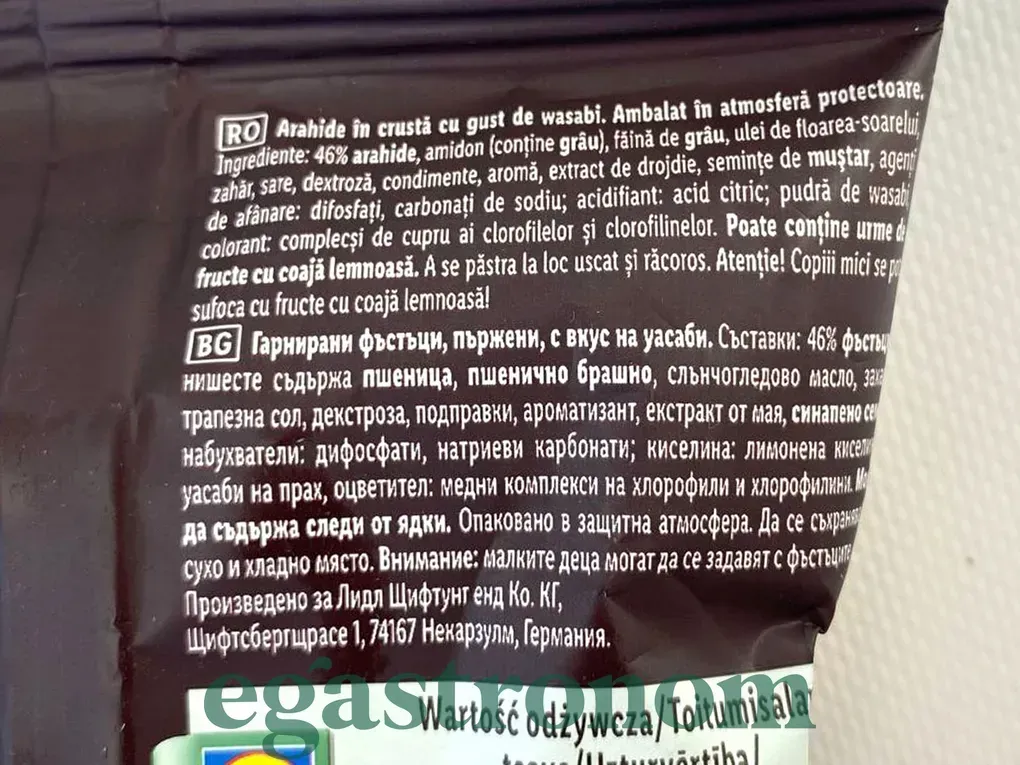 RO Arahide în crustă cu gust de wasabi. Ambalat în atmosferă protectoare.
Ingrediente: 46% arahide, amidon (conține grâu), făină de grâu, ulei de floarea-soarelui,
zahăr, sare, dextroză, condimente, aromă, extract de drojdie, semințe de muștar, agenți
de afânare: difosfați, carbonați de sodiu; acidifiant: acid citric; pudră de wasabi,
colorant: complecși de cupru ai clorofilelor și clorofilinelor. Poate conține urme de
fructe cu coajă lemnoasă. A se păstra la loc uscat și răcoros. Atenție! Copiii mici se pot
sufoca cu fructe cu coajă lemnoasă!
BG Гарнирани фъстъци, пържени, с вкус на уасаби. Съставки: 46% фъстъц
нишесте съдържа пшеница, пшенично брашно, слънчогледово масло,
трапезна сол, декстроза, подправки, ароматизант, екстракт от мая, синапено
набухватели: дифосфати, натриеви карбонати; киселина: лимонена
уасаби на прах, оцветител: медни комплекси на хлорофили и хлорофилини.
да съдържа следи от ядки. Опаковано в защитна атмосфера. Да се съхранява
сухо и хладно място. Внимание: малките деца могат да се задавят с фъстъците
Произведено за Лидл Щифтунг енд Ко. КГ,
Щифтсбергщрасе 1, 74167 Некарзулм, Германия.
egastronom
Wartość odżywcza/Toitumisala